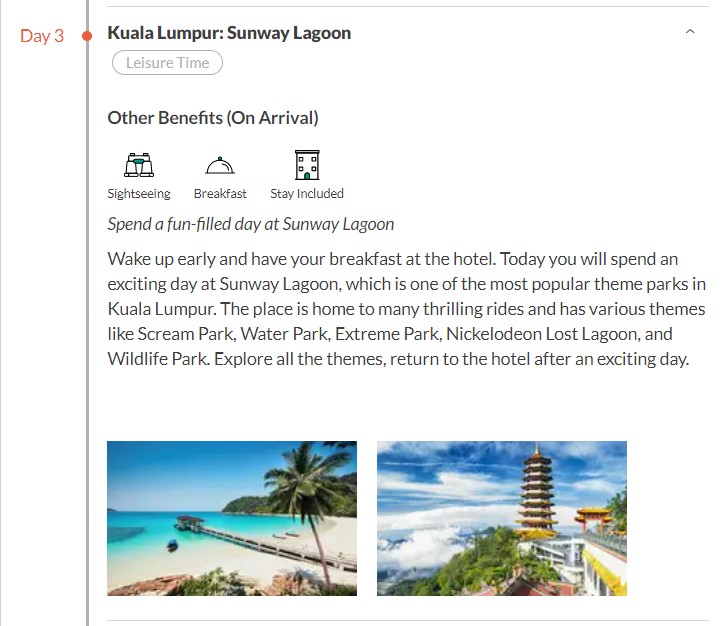 Day 3
Kuala Lumpur: Sunway Lagoon
Leisure Time
Other Benefits (On Arrival)
Sightseeing Breakfast Stay Included
Spend a fun-filled day at Sunway Lagoon
Wake up early and have your breakfast at the hotel. Today you will spend an
exciting day at Sunway Lagoon, which is one of the most popular theme parks in
Kuala Lumpur. The place is home to many thrilling rides and has various themes
like Scream Park, Water Park, Extreme Park, Nickelodeon Lost Lagoon, and
Wildlife Park. Explore all the themes, return to the hotel after an exciting day.